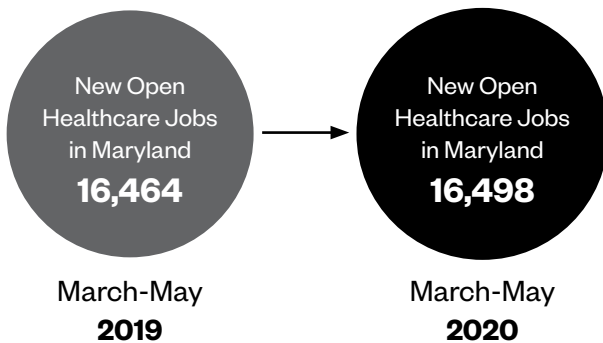 New Open
Healthcare Jobs
in Maryland
16,464
March-May
2019
New Open
Healthcare Jobs
in Maryland
16,498
March-May
2020